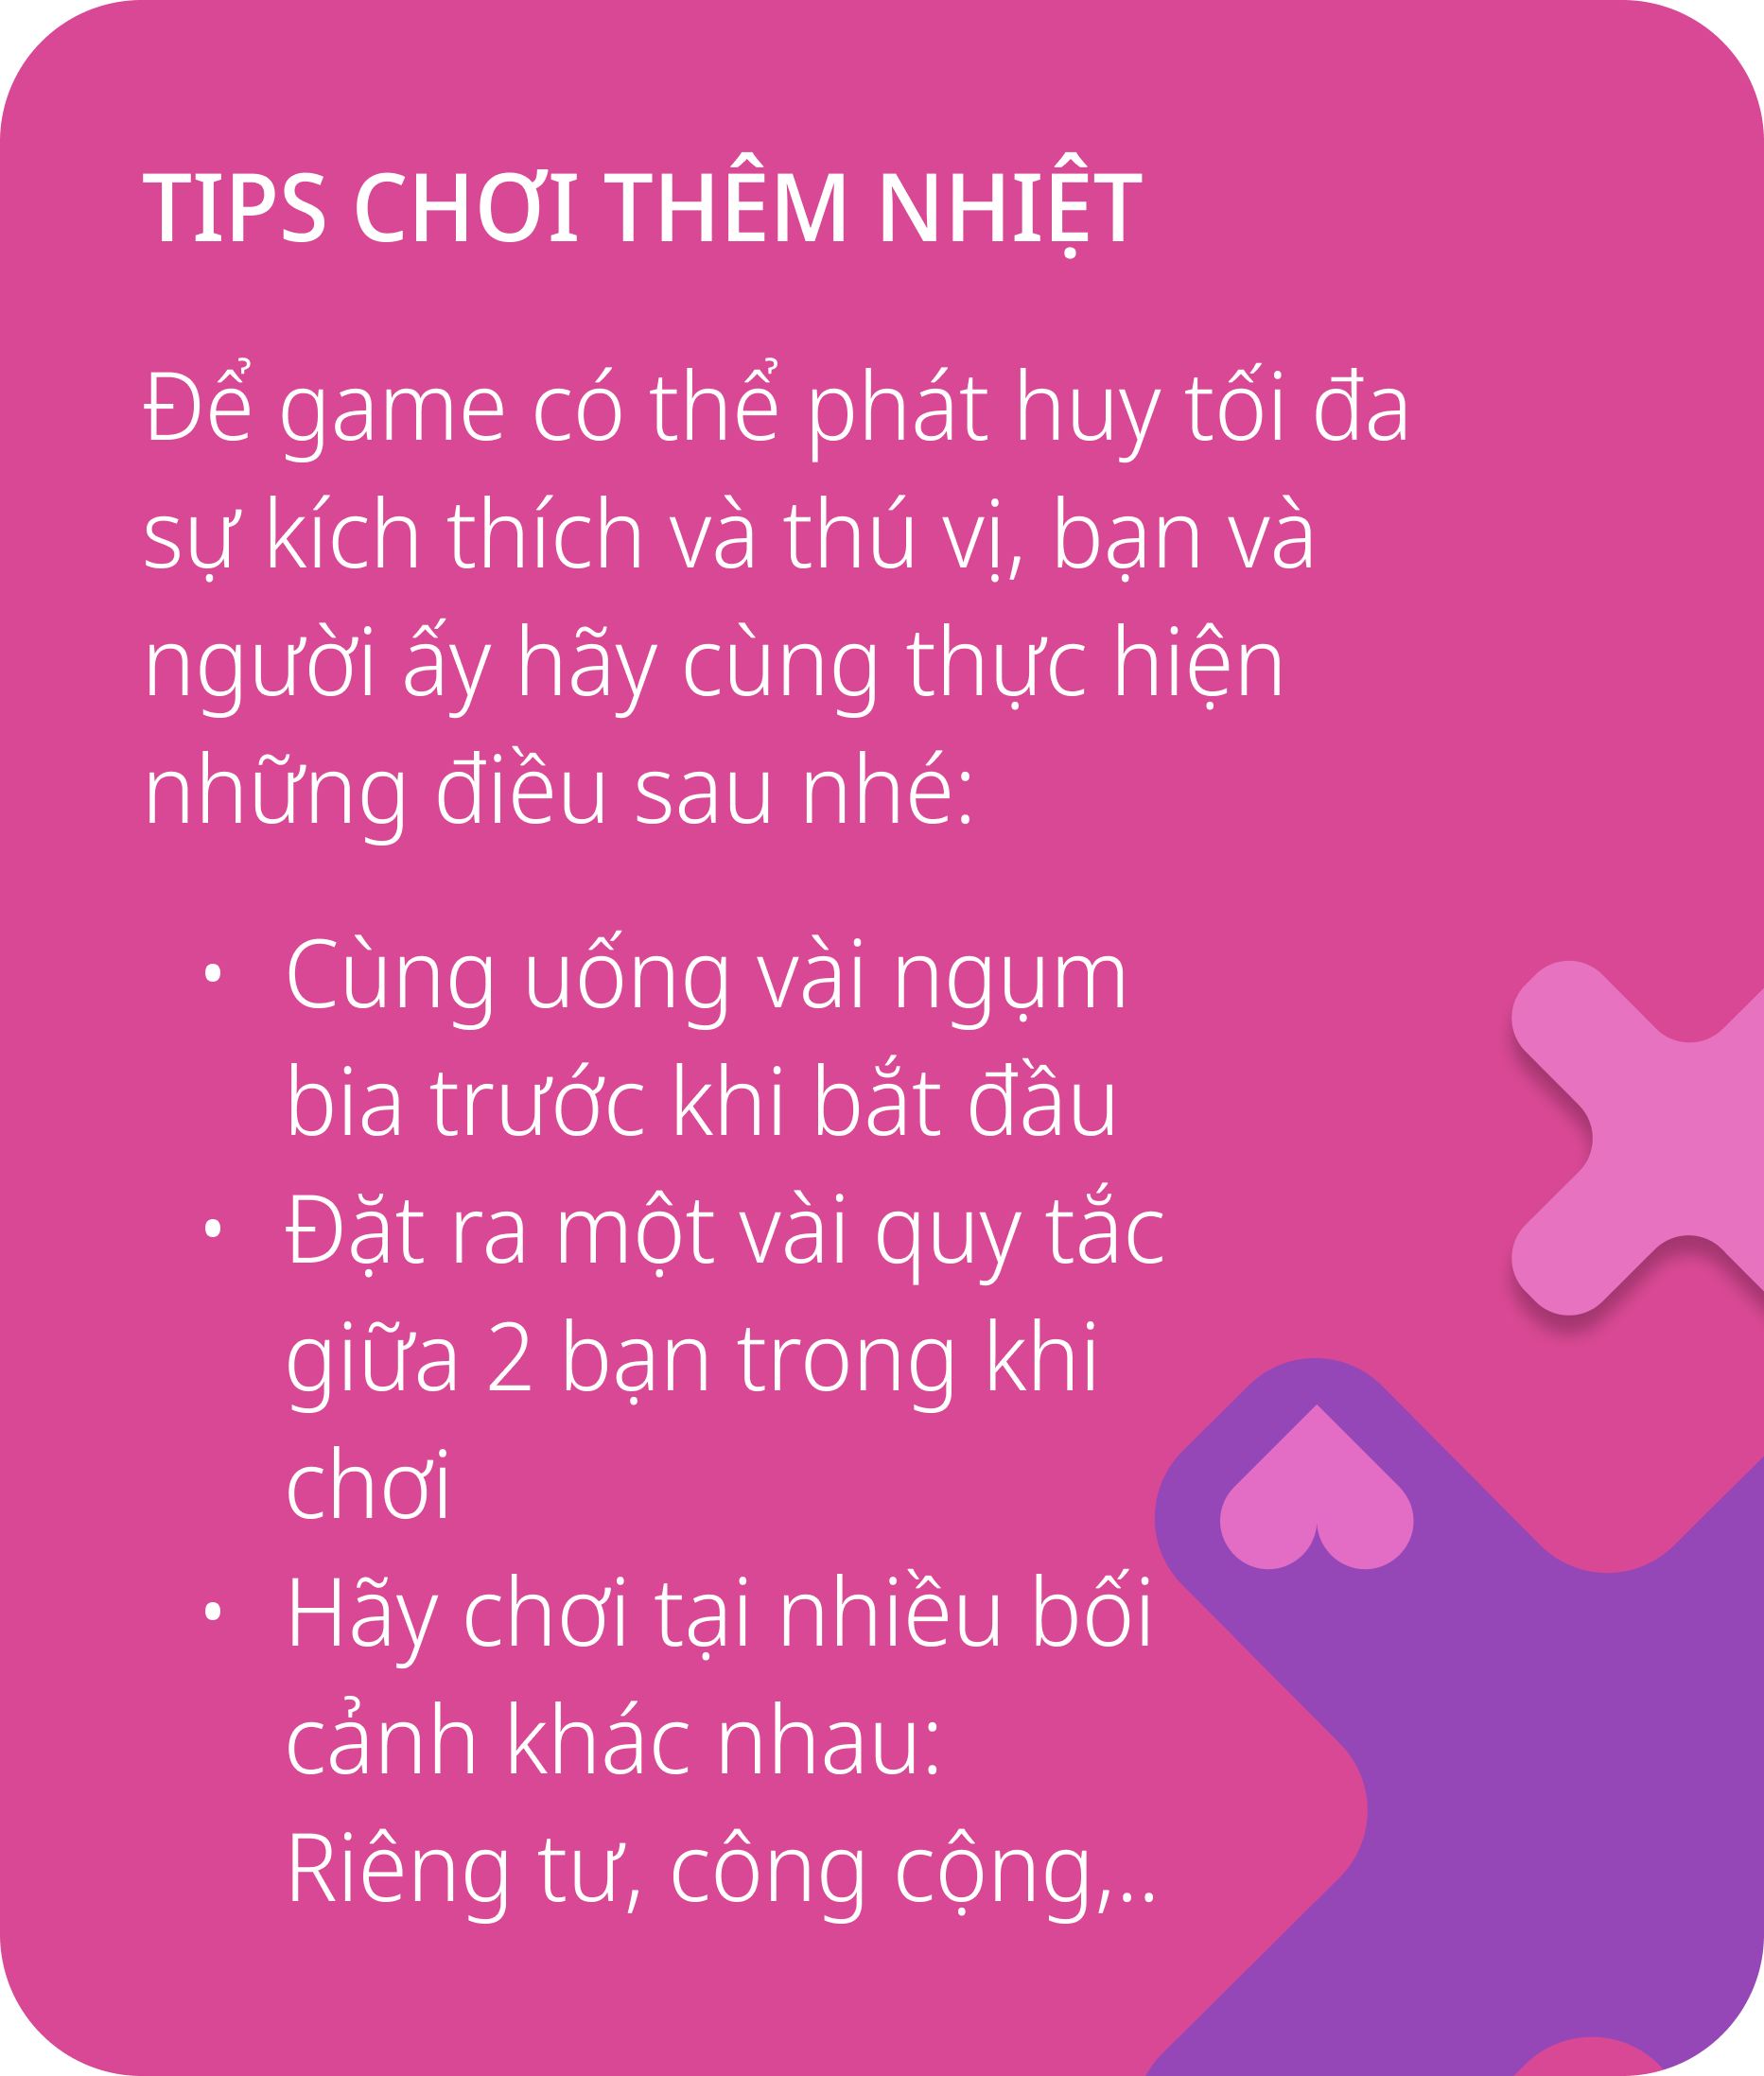 TIPS CHƠI THÊM NHIỆT
Để game có thể phát huy tối đa
sự kích thích và thú vị, bạn và
người ấy hãy cùng thực hiện
những điều sau nhé:
• Cùng uống vài ngụm
bia trước khi bắt đầu
• Đặt ra một vài quy tắc
giữa 2 bạn trong khi
chơi
• Hãy chơi tại nhiều bối
cảnh khác nhau:
Riêng tư, công cộng,..